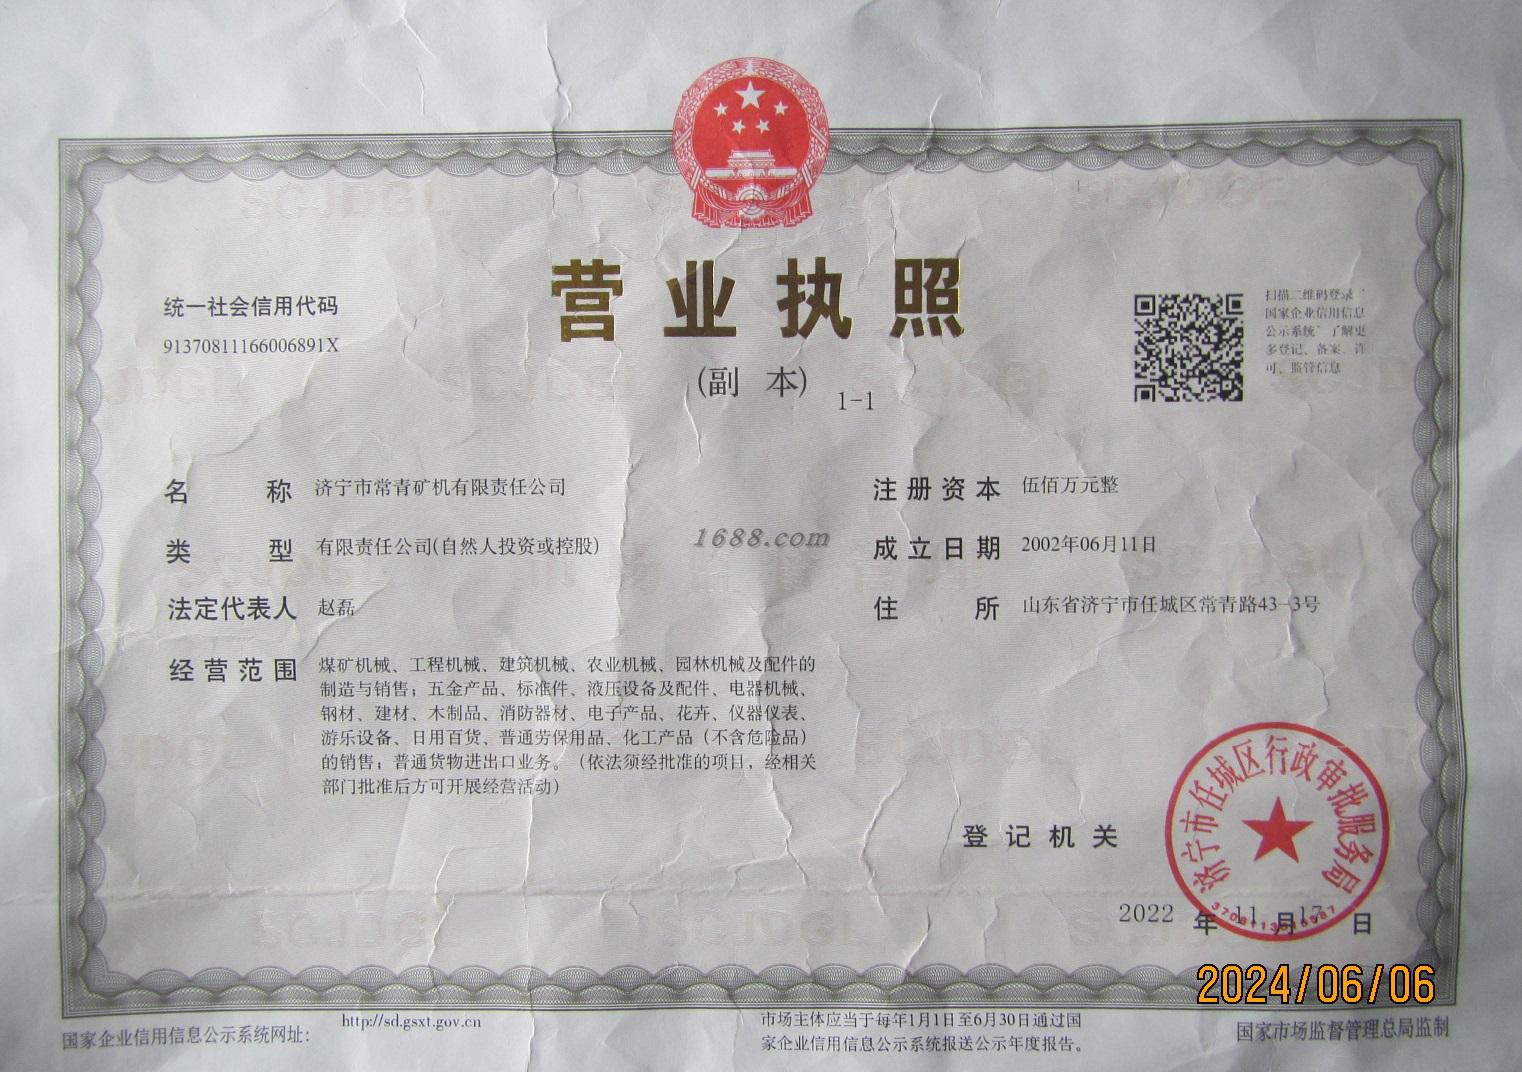 营业执照
(副 本)
1-1
统一社会信用代码
91370811166006891X
扫描二维码登录“
国家企业信用信息
公示系统”了解更
多登记、备案、许
可、监管信息
名 称 济宁市常青矿机有限责任公司
类 型 有限责任公司(自然人投资或控股)
法定代表人 赵磊
经营范围 煤矿机械、工程机械、建筑机械、农业机械、园林机械及配件的
制造与销售；五金产品、标准件、液压设备及配件、电器机械、
钢材、建材、木制品、消防器材、电子产品、花卉、仪器仪表、
游乐设备、日用百货、普通劳保用品、化工产品（不含危险品）
的销售；普通货物进出口业务。（依法须经批准的项目，经相关
部门批准后方可开展经营活动）
1688.com
注册资本 伍佰万元整
成立日期 2002年06月11日
住 所 山东省济宁市任城区常青路43-3号
登记机关
济宁市任城区行政审批服务局
2022 年 11 月 17 日
2024/06/06
国家企业信用信息公示系统网址：
http://sd.gsxt.gov.cn
市场主体应当于每年1月1日至6月30日通过国
家企业信用信息公示系统报送公示年度报告。
国家市场监督管理总局监制